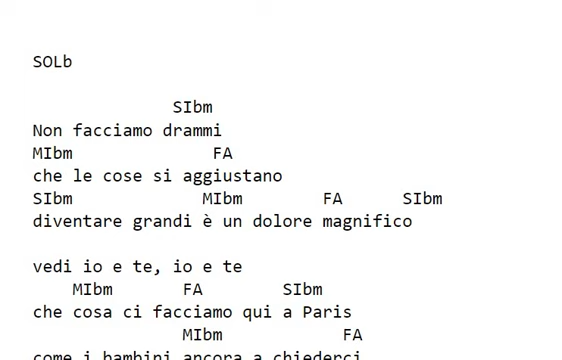 SOLb
SIbm
Non facciamo drammi
MIbm FA
che le cose si aggiustano
SIbm MIbm FA SIbm
diventare grandi è un dolore magnifico
vedi io e te, io e te
MIbm FA SIbm
che cosa ci facciamo qui a Paris
MIbm FA
come i bambini ancora a chiederci